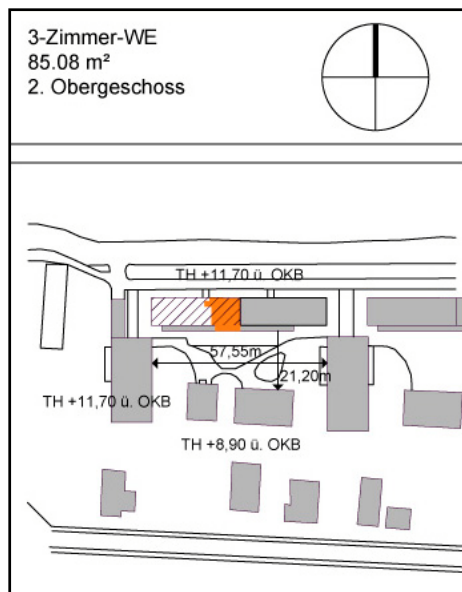 3-Zimmer-WE
85.08 m²
2. Obergeschoss
TH +11,70 ü. OKB
57,55m
21,20m
TH +11,70 ü. OKB
TH +8,90 ü. OKB